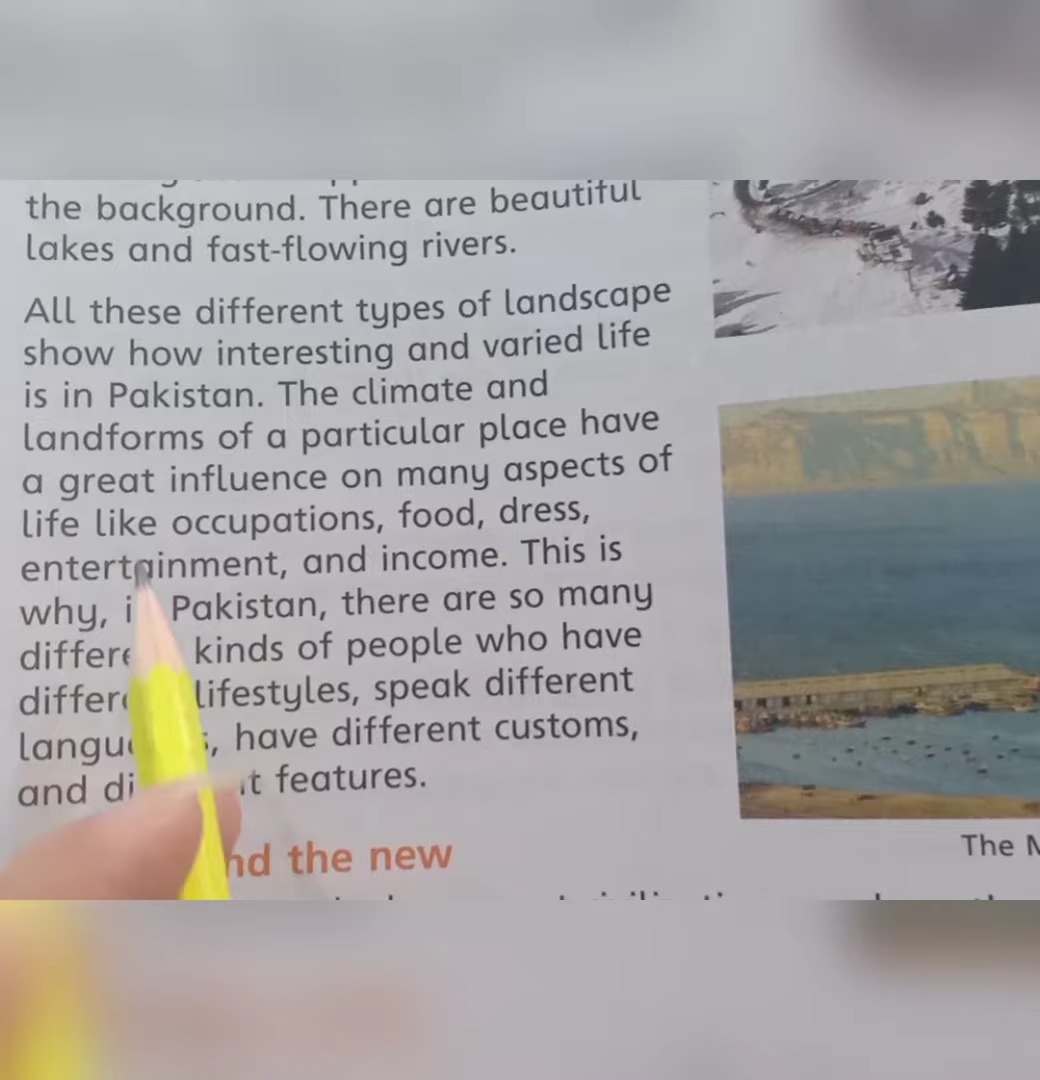 the background. There are beautiful
lakes and fast-flowing rivers.
All these different types of landscape
show how interesting and varied life
is in Pakistan. The climate and
landforms of a particular place have
a great influence on many aspects of
life like occupations, food, dress,
entertainment, and income. This is
why, Pakistan, there are so many
kinds of people who have
lifestyles, speak different
have different customs,
and features.
the new
The